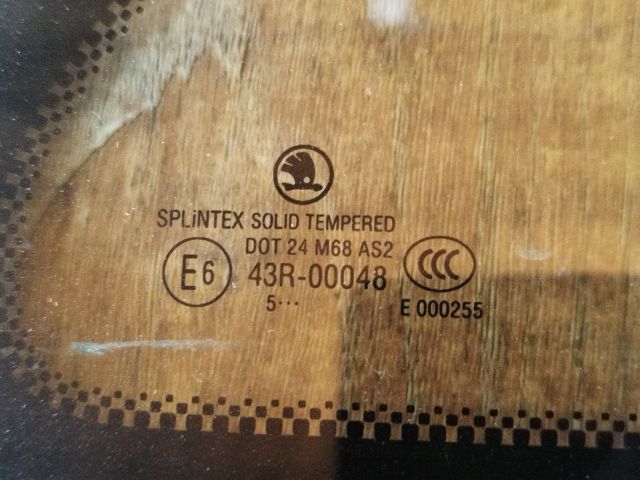 SPLiNTEX SOLID TEMPERED
DOT 24 M68 AS2
E6 43R-00048 CCC
5··· E 000255